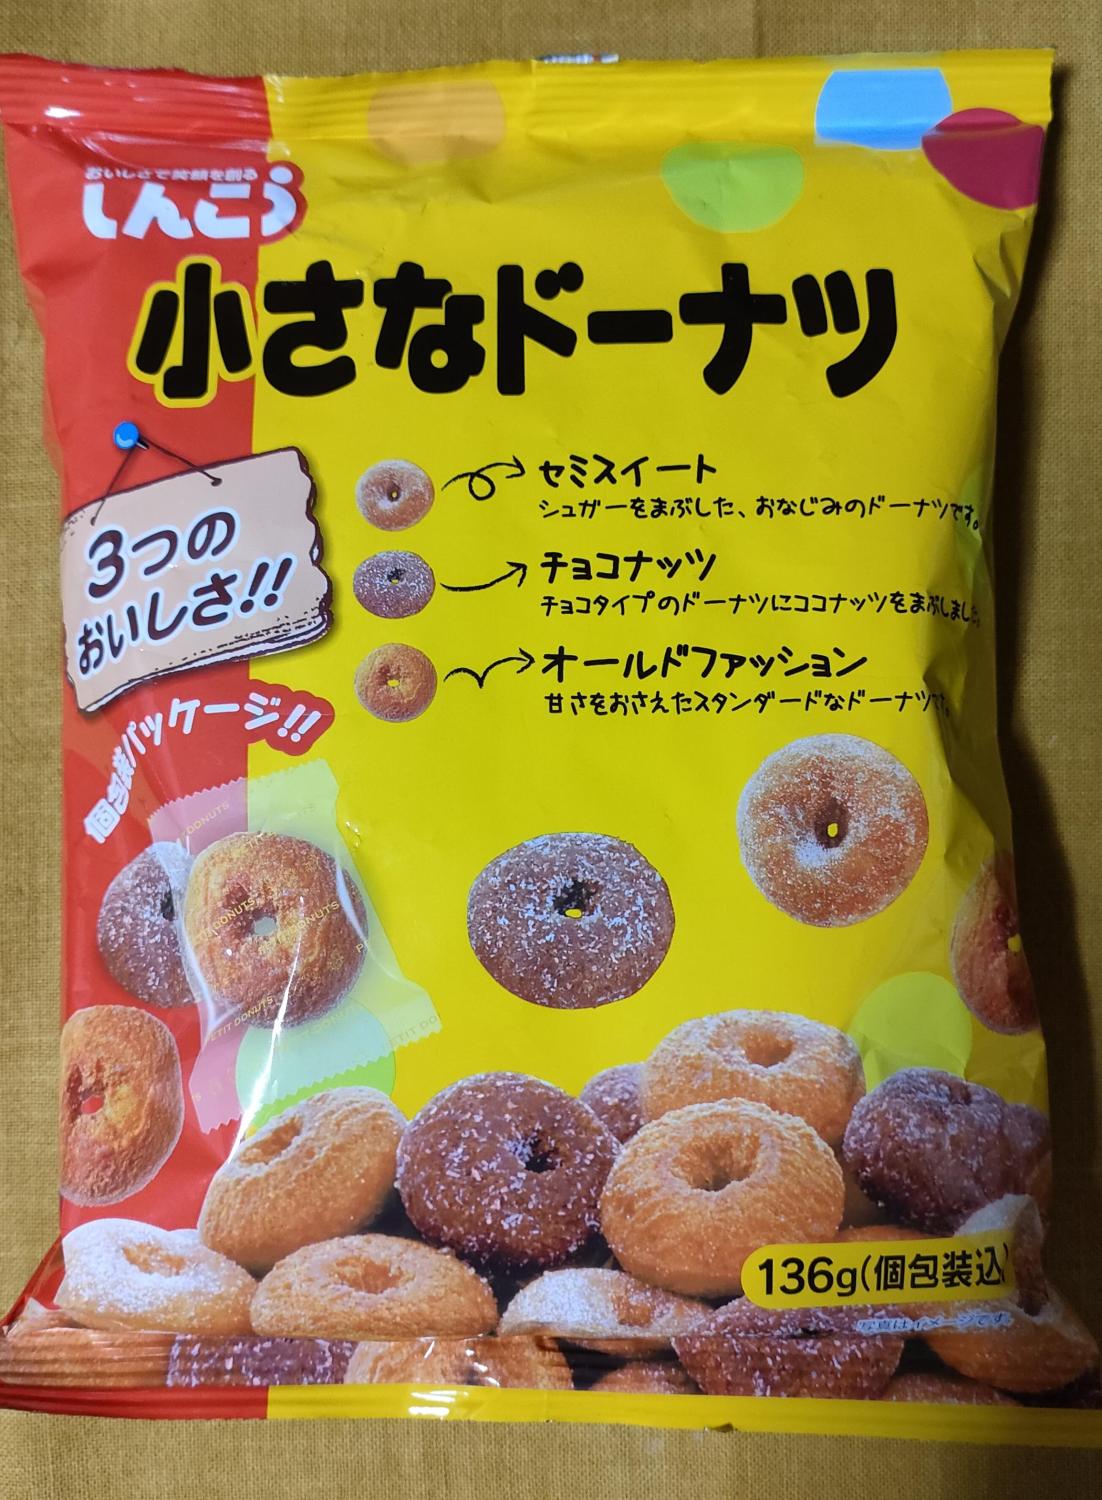 おいしさで笑顔を創る
しんこう
小さなドーナツ
3つの
おいしさ!!
セミスイート
シュガーをまぶした、おなじみのドーナツです。
チョコナッツ
チョコタイプのドーナツにココナッツをまぶしました。
オールドファッション
甘さをおさえたスタンダードなドーナツです。
個包装パッケージ!!
DONUTS
DONUTS
DONUTS
PETIT DONUTS
136g(個包装込)
写真はイメージです。